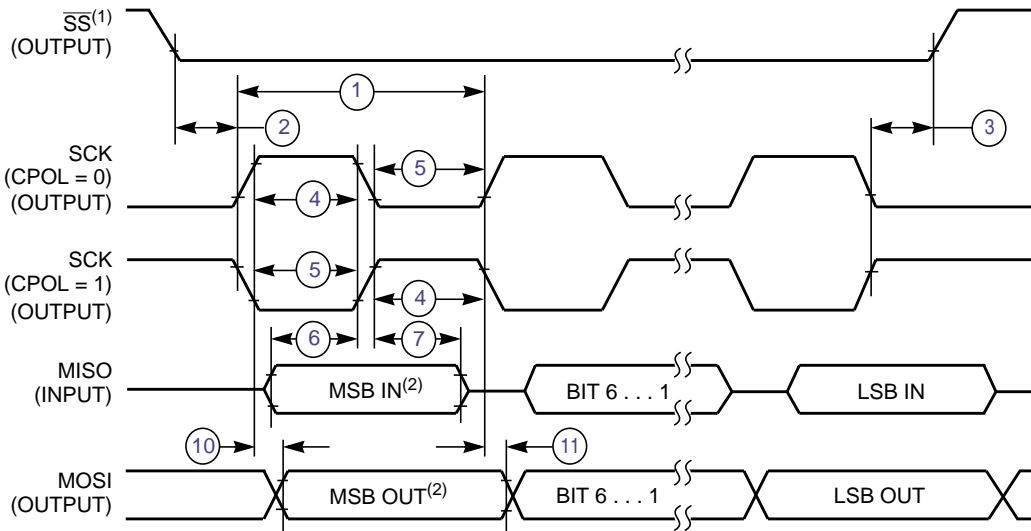 SS(1)
(OUTPUT)
1
2
3
SCK
(CPOL = 0)
(OUTPUT)
5
4
SCK
(CPOL = 1)
(OUTPUT)
5
4
6
7
MISO
(INPUT)
MSB IN(2)
BIT 6 . . . 1
LSB IN
10
11
MOSI
(OUTPUT)
MSB OUT(2)
BIT 6 . . . 1
LSB OUT